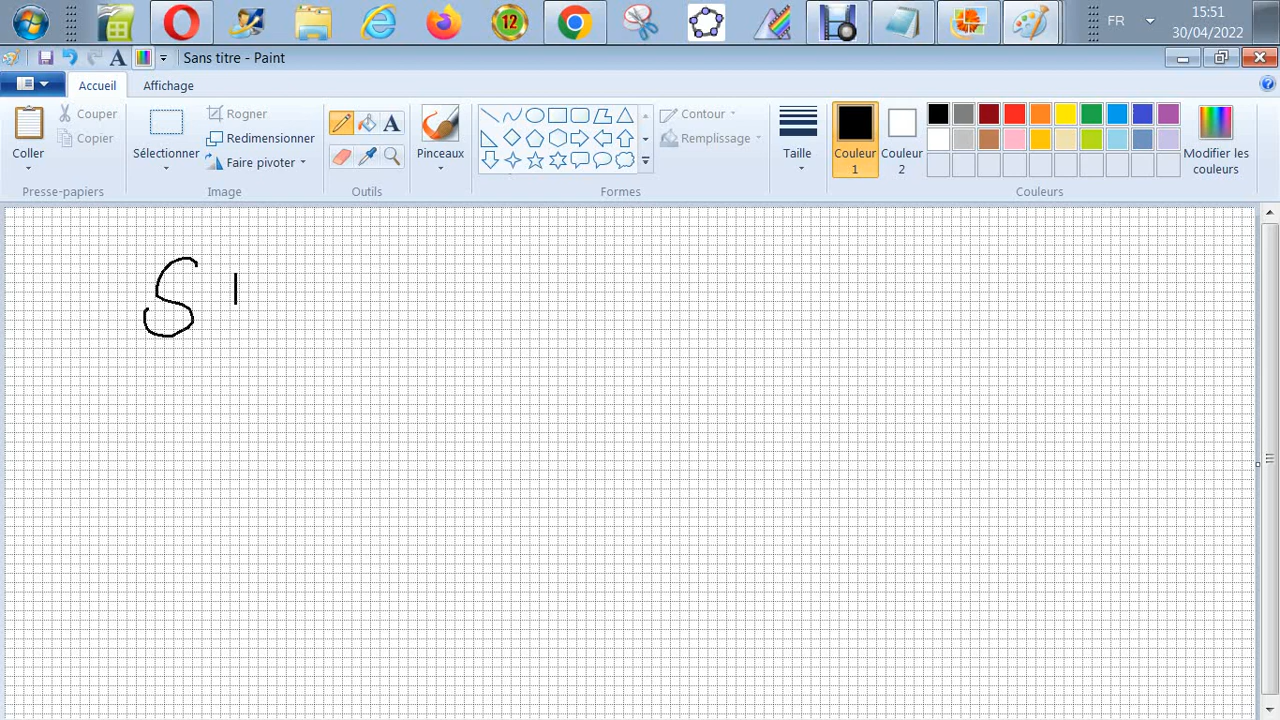 12
FR
15:51
30/04/2022
Sans titre - Paint
Accueil
Affichage
Coller
Couper
Copier
Presse-papiers
Sélectionner
Rogner
Redimensionner
Faire pivoter
Image
A
Outils
Pinceaux
Contour
Remplissage
Formes
Taille
Couleur 1
Couleur 2
Modifier les couleurs
Couleurs
S